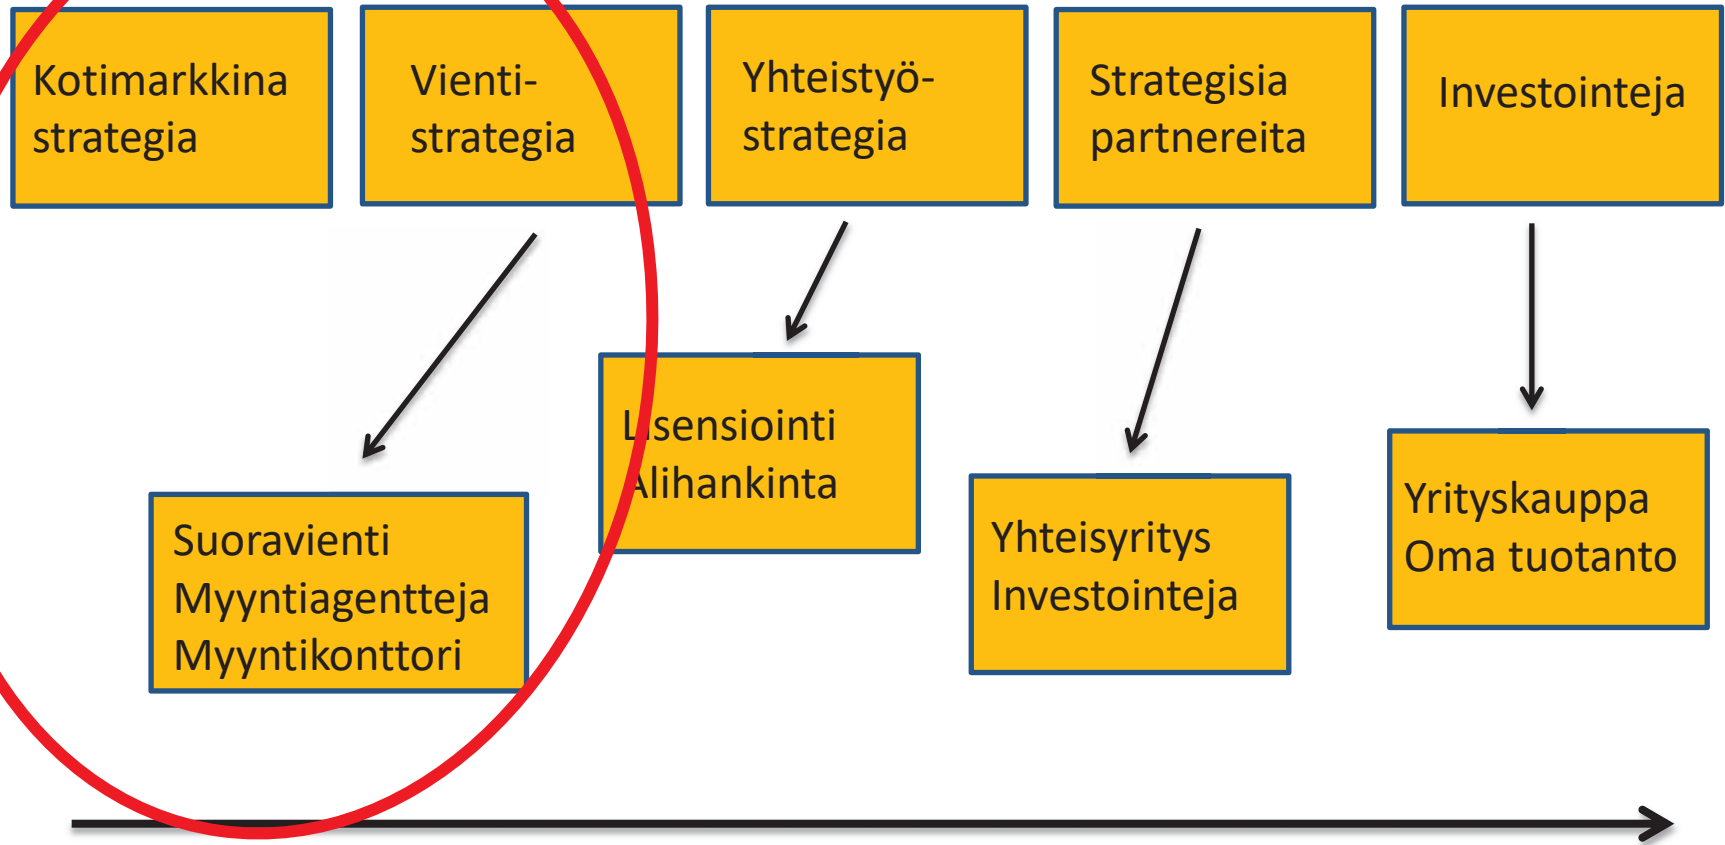 Kotimarkkina
strategia
Vienti-
strategia
Yhteistyö-
strategia
Strategisia
partnereita
Investointeja
Suoravienti
Myyntiagentteja
Myyntikonttori
Lisensiointi
Alihankinta
Yhteisyritys
Investointeja
Yrityskauppa
Oma tuotanto